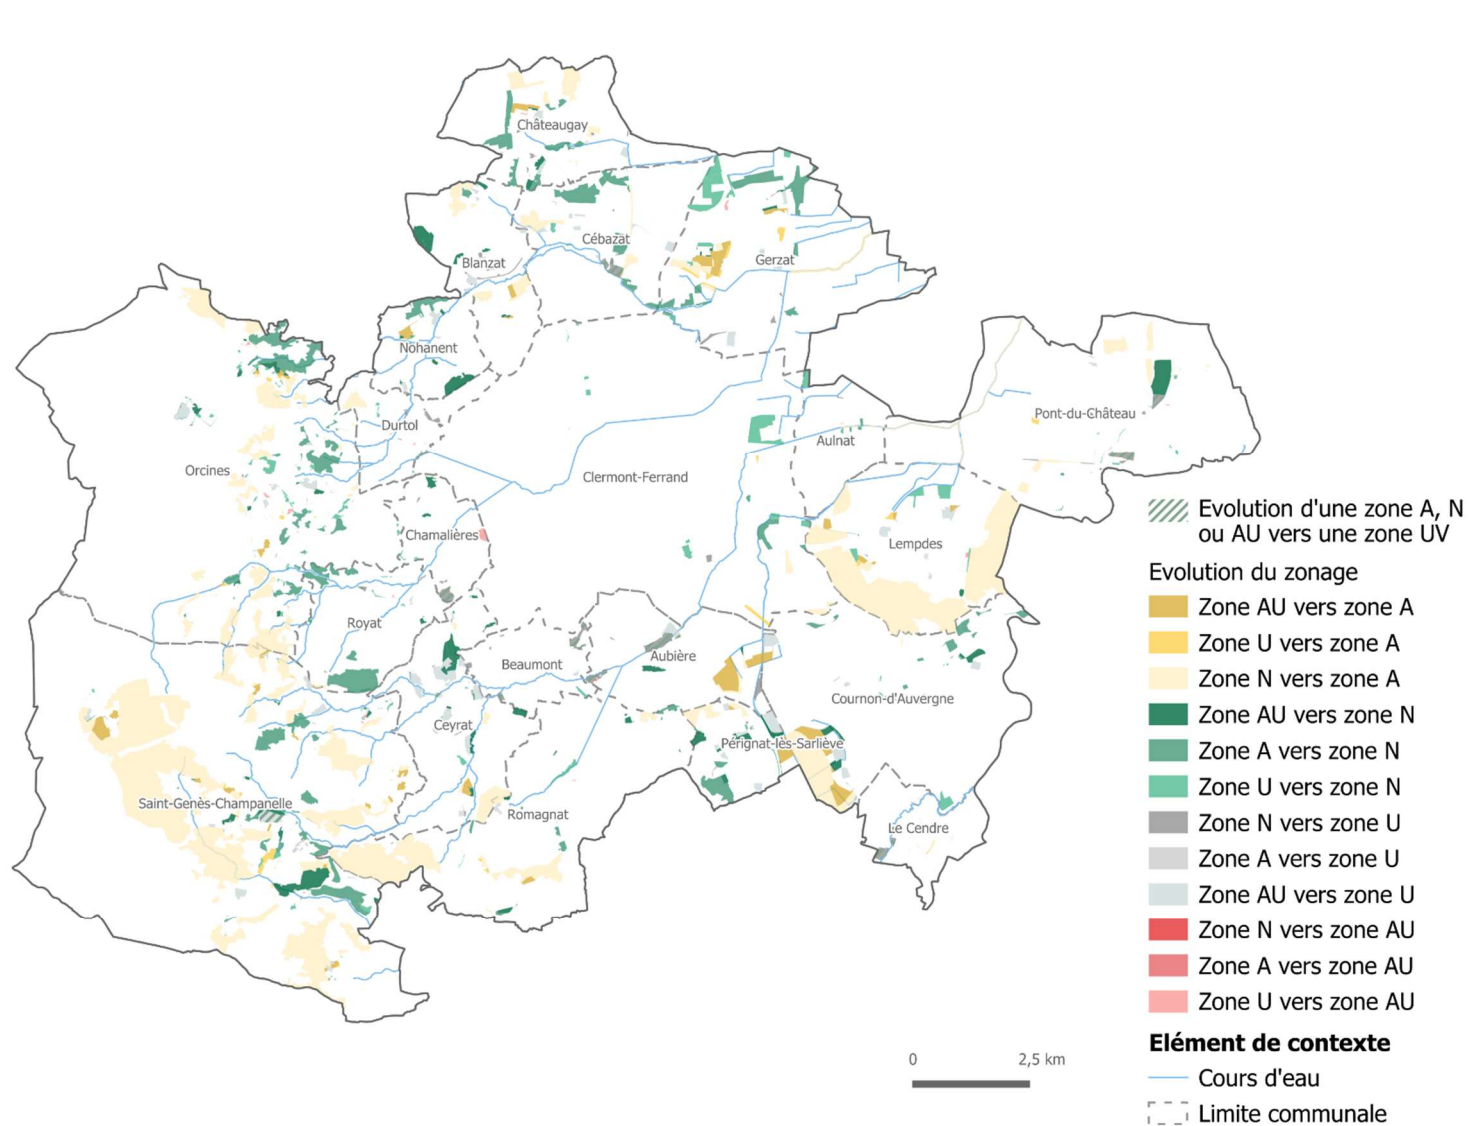 Châteaugay
Cébazat
Blanzat
Gerzat
Nohanent
Durtol
Pont-du-Château
Aulnat
Orcines
Clermont-Ferrand
Chamalières
Lempdes
Royat
Beaumont
Aubière
Cournon-d'Auvergne
Ceyrat
Pérignat-lès-Sarliève
Saint-Genès-Champanelle
Romagnat
Le Cendre
Evolution d'une zone A, N
ou AU vers une zone UV
Evolution du zonage
Zone AU vers zone A
Zone U vers zone A
Zone N vers zone A
Zone AU vers zone N
Zone A vers zone N
Zone U vers zone N
Zone N vers zone U
Zone A vers zone U
Zone AU vers zone U
Zone N vers zone AU
Zone A vers zone AU
Zone U vers zone AU
Elément de contexte
Cours d'eau
Limite communale
0 2,5 km